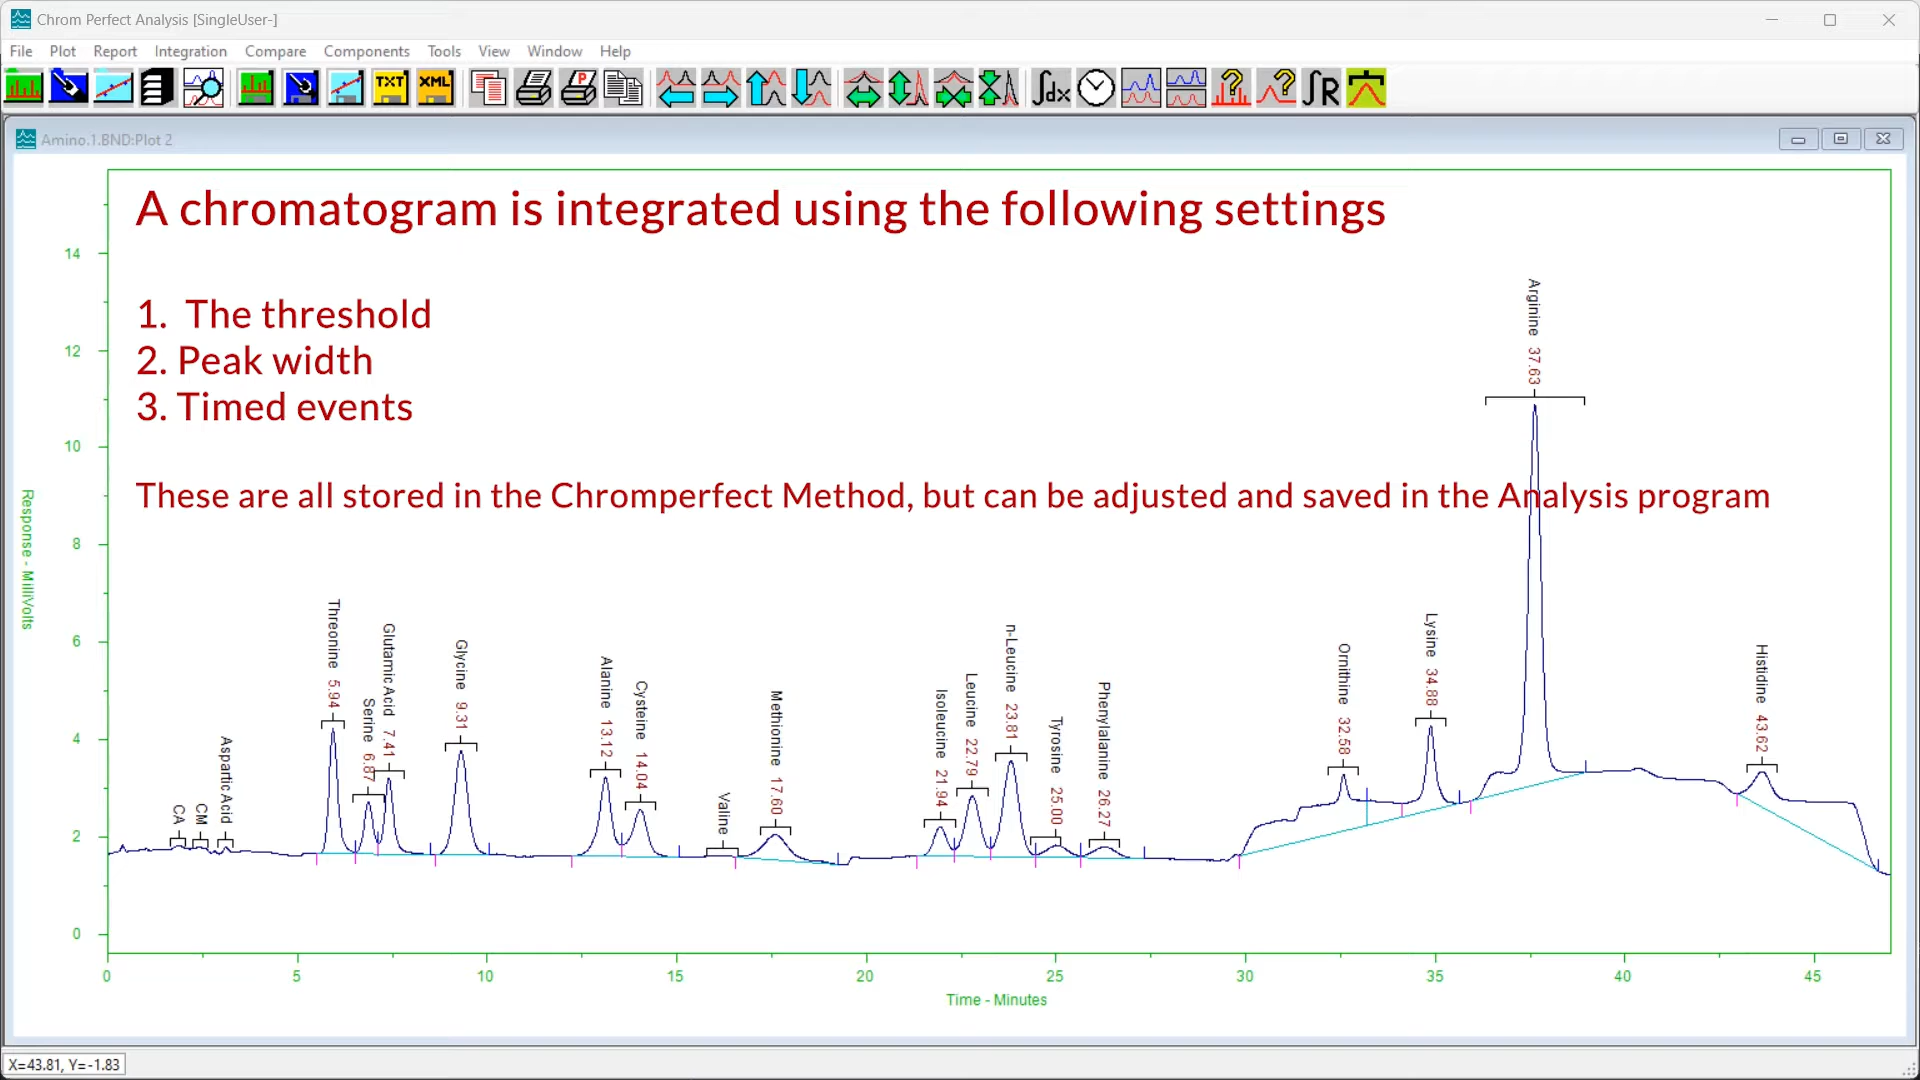 Chrom Perfect Analysis [SingleUser-]
File Plot Report Integration Compare Components Tools View Window Help
TXT XML P ∫dx ? ? ∫R
Amino.1.BND:Plot 2
A chromatogram is integrated using the following settings
1. The threshold
2. Peak width
3. Timed events
These are all stored in the Chromperfect Method, but can be adjusted and saved in the Analysis program
Response - MilliVolts
14
12
10
8
6
4
2
0
CA
CM
Aspartic Acid
Threonine 5.94
Serine 6.87
Glutamic Acid 7.41
Glycine 9.31
Alanine 13.12
Cysteine 14.04
Valine
Methionine 17.60
Isoleucine 21.94
Leucine 22.79
n-Leucine 23.81
Tyrosine 25.00
Phenylalanine 26.27
Ornithine 32.58
Lysine 34.88
Arginine 37.63
Histidine 43.62
0 5 10 15 20 25 30 35 40 45
Time - Minutes
X=43.81, Y=-1.83